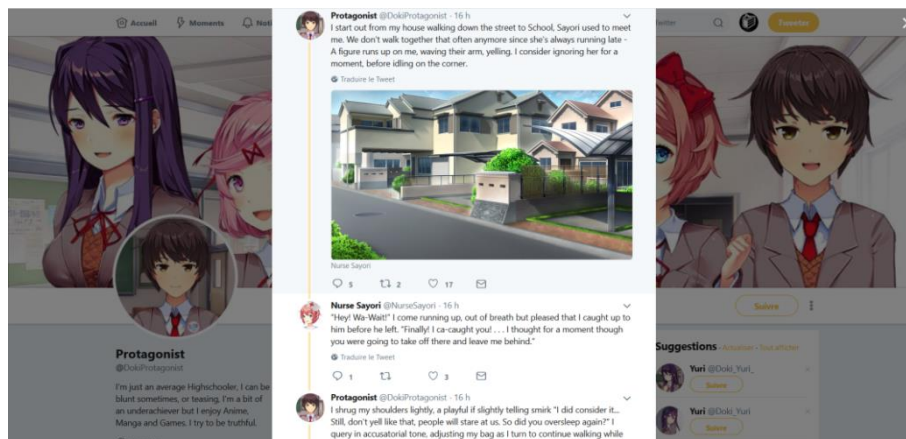 Accueil
Moments
Noti
Twitter
Tweeter
Protagonist @DokiProtagonist · 16 h
I start out from my house walking down the street to School, Sayori used to meet
me. We don't walk together that often anymore since she's always running late -
A figure runs up on me, waving their arm, yelling. I consider ignoring her for a
moment, before idling on the corner.
Traduire le Tweet
Nurse Sayori
5 2 17
Nurse Sayori @NurseSayori · 16 h
"Hey! Wa-Wait!" I come running up, out of breath but pleased that I caught up to
him before he left. "Finally! I ca-caught you! . . . I thought for a moment though
you were going to take off there and leave me behind."
Traduire le Tweet
1 3
Protagonist @DokiProtagonist · 16 h
I shrug my shoulders lightly, a playful if slightly telling smirk "I did consider it...
Still, don't yell like that, people will stare at us. So did you oversleep again?" I
query in accusatorial tone, adjusting my bag as I turn to continue walking while
Protagonist
@DokiProtagonist
I'm just an average Highschooler, I can be
blunt sometimes, or teasing, I'm a bit of
an underachiever but I enjoy Anime,
Manga and Games. I try to be truthful.
Suivre
Suggestions · Actualiser · Tout afficher
Yuri @Doki_Yuri_
Suivre
Yuri @Doki_Yuri
Suivre